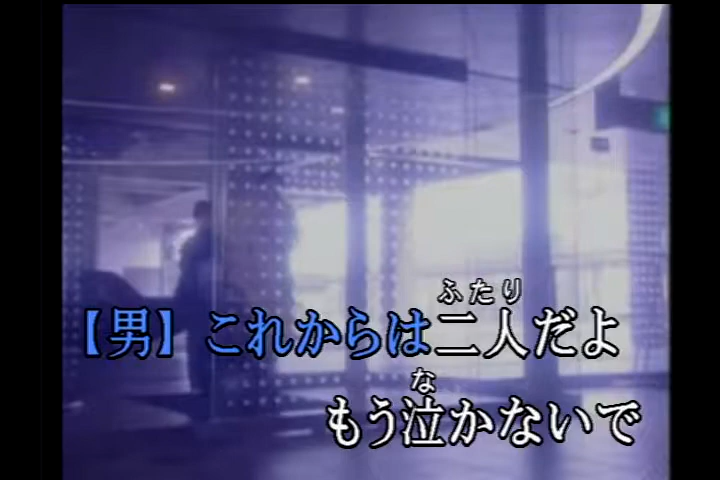 ふたり
【男】これからは二人だよ
な
もう泣かないで